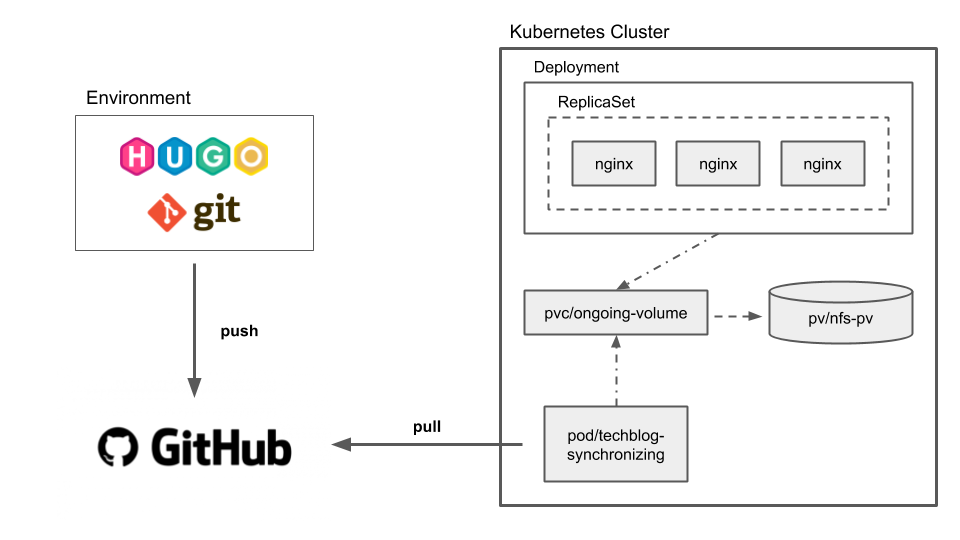 Kubernetes Cluster
Deployment
ReplicaSet
nginx
nginx
nginx
Environment
HUGO
git
push
GitHub
pull
pvc/ongoing-volume
pv/nfs-pv
pod/techblog-
synchronizing